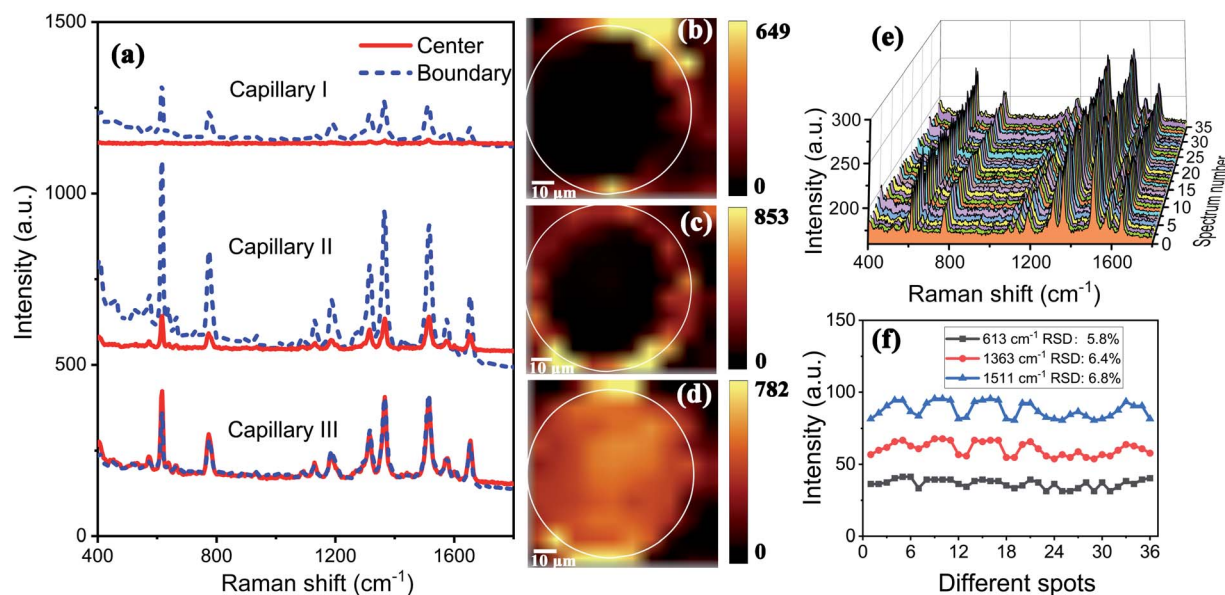 (a)
Center
Boundary
Capillary I
Capillary II
Capillary III
1500
1000
500
0
Intensity (a.u.)
400
800
1200
1600
Raman shift (cm⁻¹)
(b)
10 μm
649
0
(c)
10 μm
853
0
(d)
10 μm
782
0
(e)
300
250
200
Intensity (a.u.)
400
800
1200
1600
Raman shift (cm⁻¹)
35
30
25
20
15
10
5
0
Spectrum number
(f)
150
100
50
0
Intensity (a.u.)
613 cm⁻¹ RSD: 5.8%
1363 cm⁻¹ RSD: 6.4%
1511 cm⁻¹ RSD: 6.8%
0
6
12
18
24
30
36
Different spots